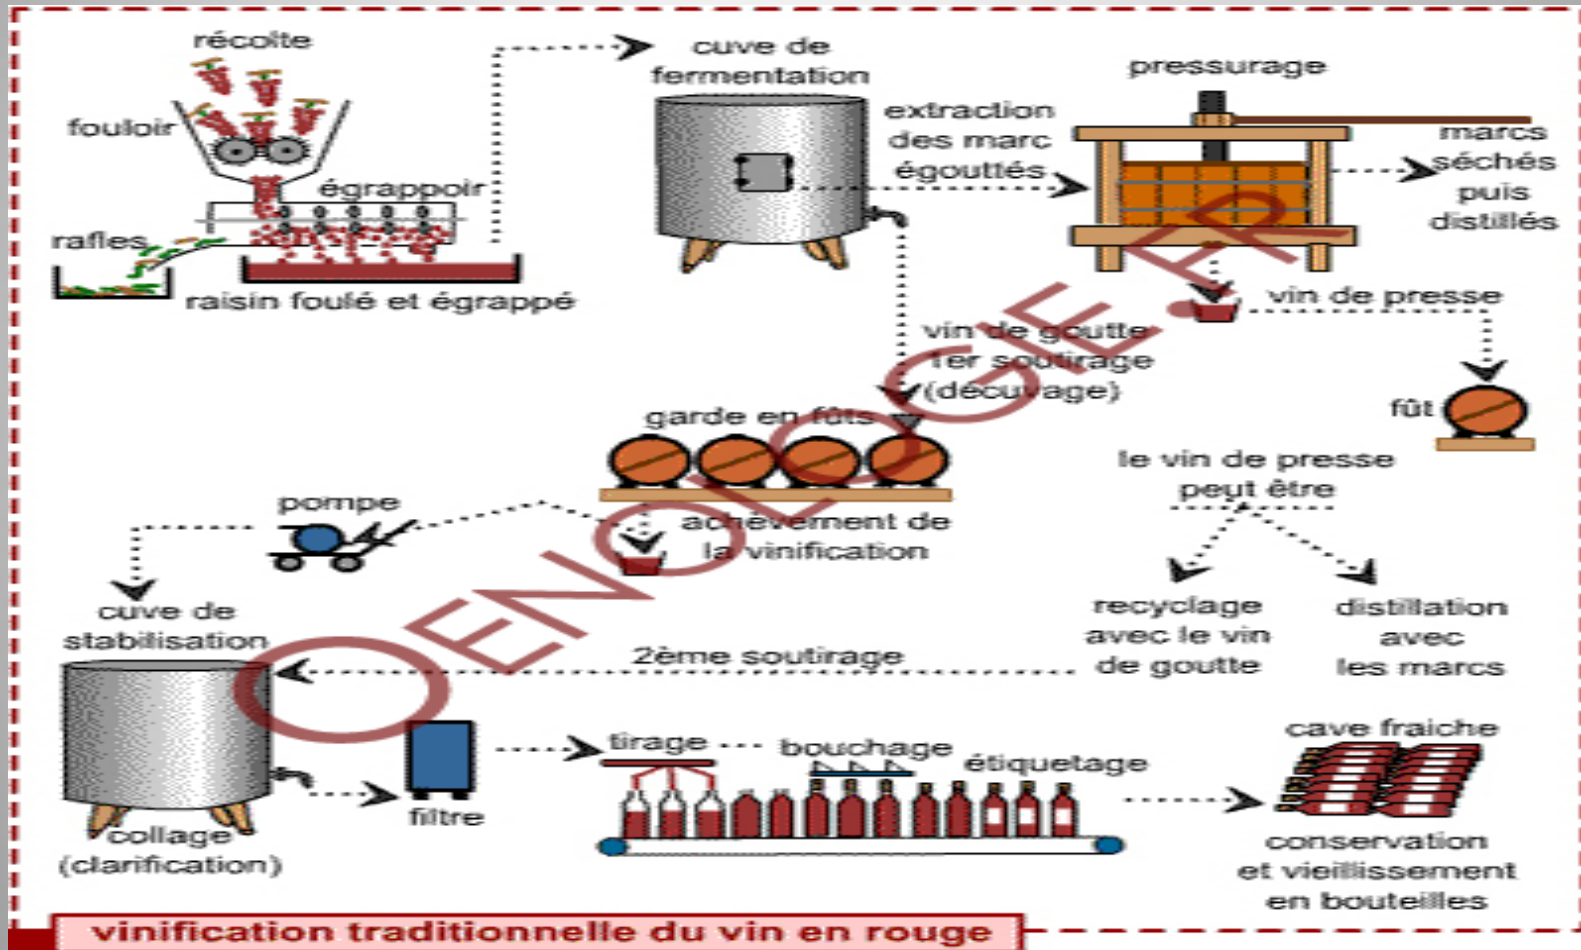 récolte
fouloir
égrappoir
rafles
raisin foulé et égrappé
cuve de
fermentation
extraction
des marc
égouttés
pressurage
marcs
séchés
puis
distillés
vin de presse
fût
vin de goutte
1er soutirage
(décuvage)
garde en fûts
achèvement de
la vinification
le vin de presse
peut être
recyclage
avec le vin
de goutte
distillation
avec
les marcs
pompe
cuve de
stabilisation
2ème soutirage
collage
(clarification)
filtre
tirage
bouchage
étiquetage
cave fraiche
conservation
et vieillissement
en bouteilles
OENOLOGIE.FR
vinification traditionnelle du vin en rouge